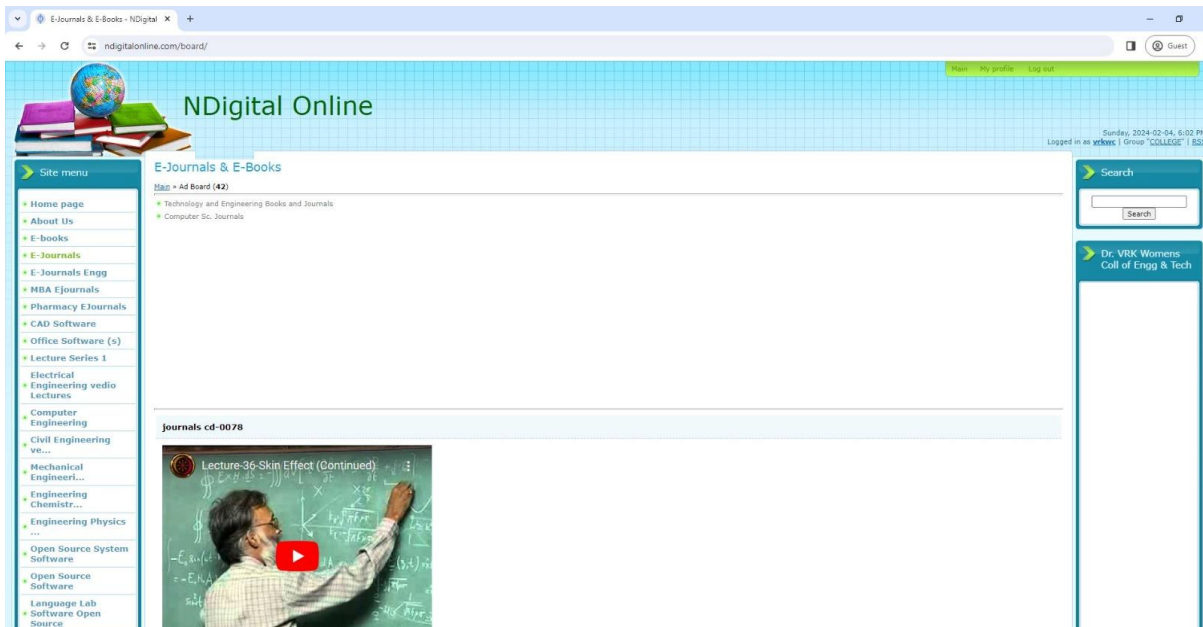 E-Journals & E-Books - NDigital
ndigitalonline.com/board/
Guest
Main My profile Log out
NDigital Online
Sunday, 2024-02-04, 6:02 P
Logged in as vrkwc | Group "COLLEGE" | RSS
Site menu
Home page
About Us
E-books
E-Journals
E-Journals Engg
MBA Ejournals
Pharmacy EJournals
CAD Software
Office Software (s)
Lecture Series 1
Electrical
Engineering vedio
Lectures
Computer
Engineering
Civil Engineering
ve...
Mechanical
Engineeri...
Engineering
Chemistr...
Engineering Physics
...
Open Source System
Software
Open Source
Software
Language Lab
Software Open
Source
E-Journals & E-Books
Main » Ad Board (42)
Technology and Engineering Books and Journals
Computer Sc. Journals
journals cd-0078
Lecture-36-Skin Effect (Continued)
Search
Search
Dr. VRK Womens
Coll of Engg & Tech